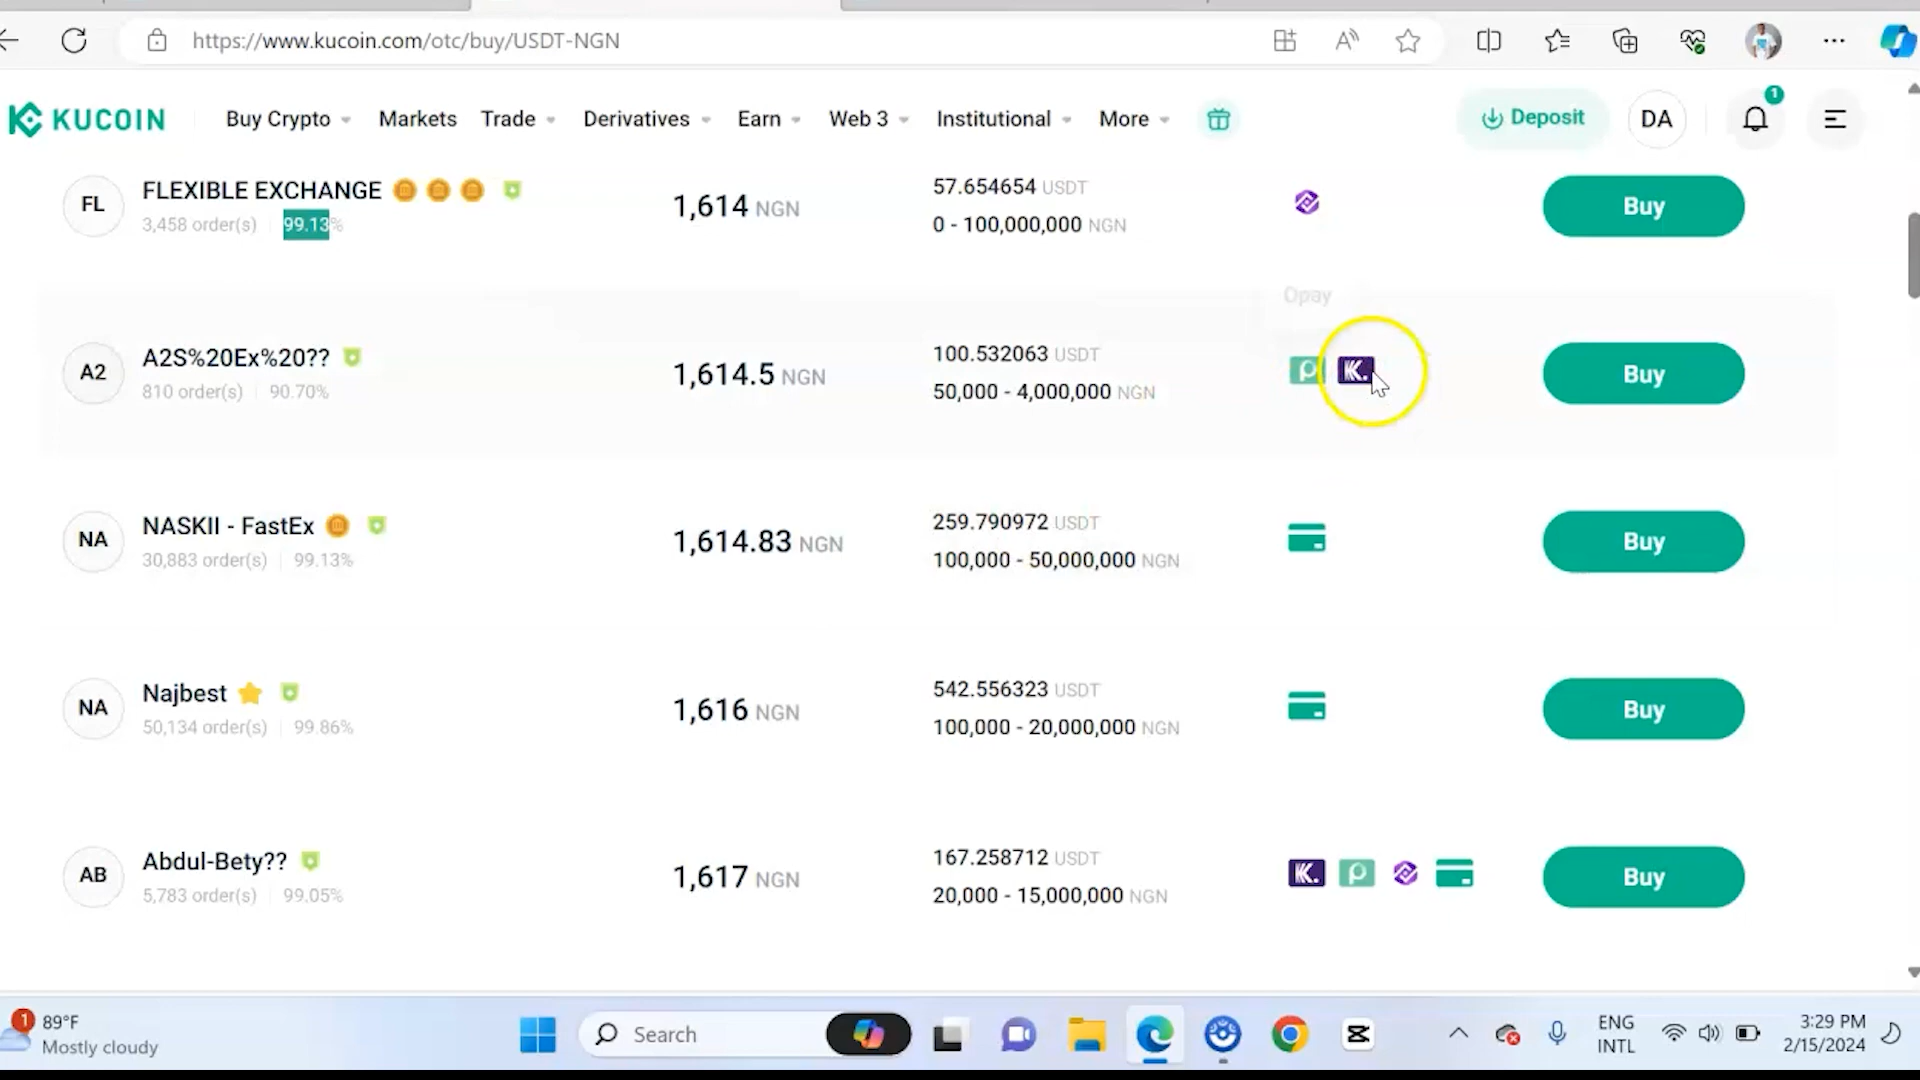 https://www.kucoin.com/otc/buy/USDT-NGN
KUCOIN
Buy Crypto
Markets
Trade
Derivatives
Earn
Web 3
Institutional
More
Deposit
DA
1
FL
FLEXIBLE EXCHANGE
3,458 order(s) 99.13%
1,614 NGN
57.654654 USDT
0 - 100,000,000 NGN
Buy
Opay
A2
A2S%20Ex%20??
810 order(s) 90.70%
1,614.5 NGN
100.532063 USDT
50,000 - 4,000,000 NGN
K.
Buy
NA
NASKII - FastEx
30,883 order(s) 99.13%
1,614.83 NGN
259.790972 USDT
100,000 - 50,000,000 NGN
Buy
NA
Najbest
50,134 order(s) 99.86%
1,616 NGN
542.556323 USDT
100,000 - 20,000,000 NGN
Buy
AB
Abdul-Bety??
5,783 order(s) 99.05%
1,617 NGN
167.258712 USDT
20,000 - 15,000,000 NGN
K.
Buy
1
89°F
Mostly cloudy
Search
ENG
INTL
3:29 PM
2/15/2024